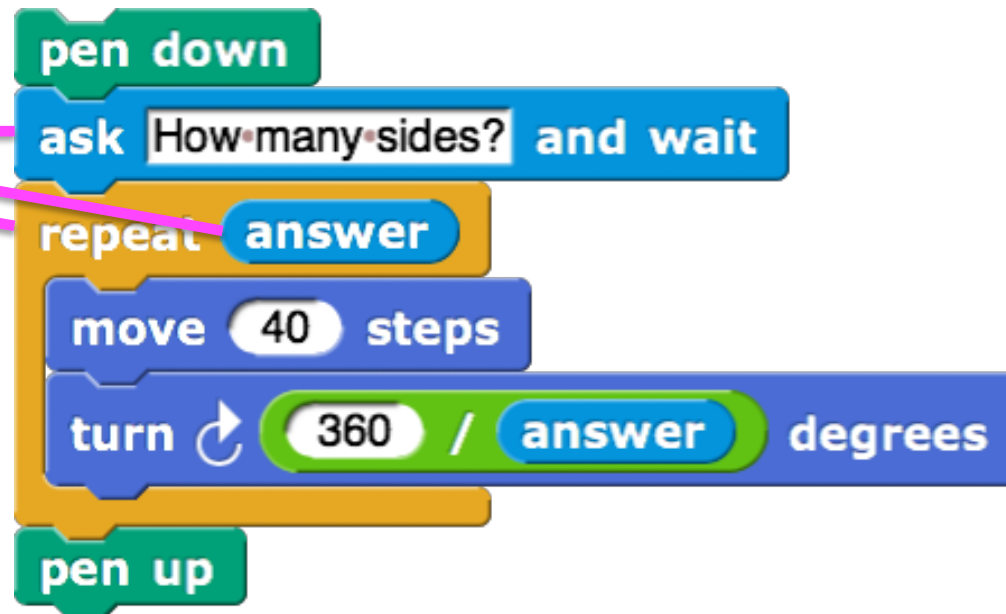 pen down
ask How many sides? and wait
repeat answer
move 40 steps
turn 360 / answer degrees
pen up